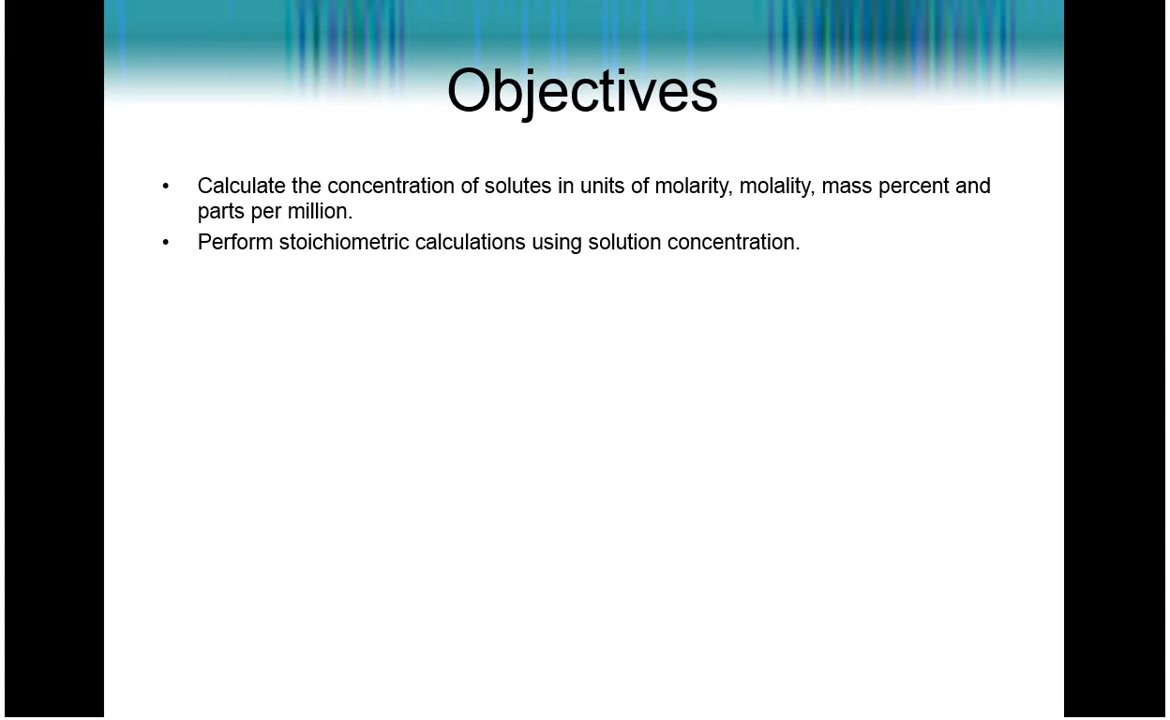 Objectives
• Calculate the concentration of solutes in units of molarity, molality, mass percent and
parts per million.
• Perform stoichiometric calculations using solution concentration.